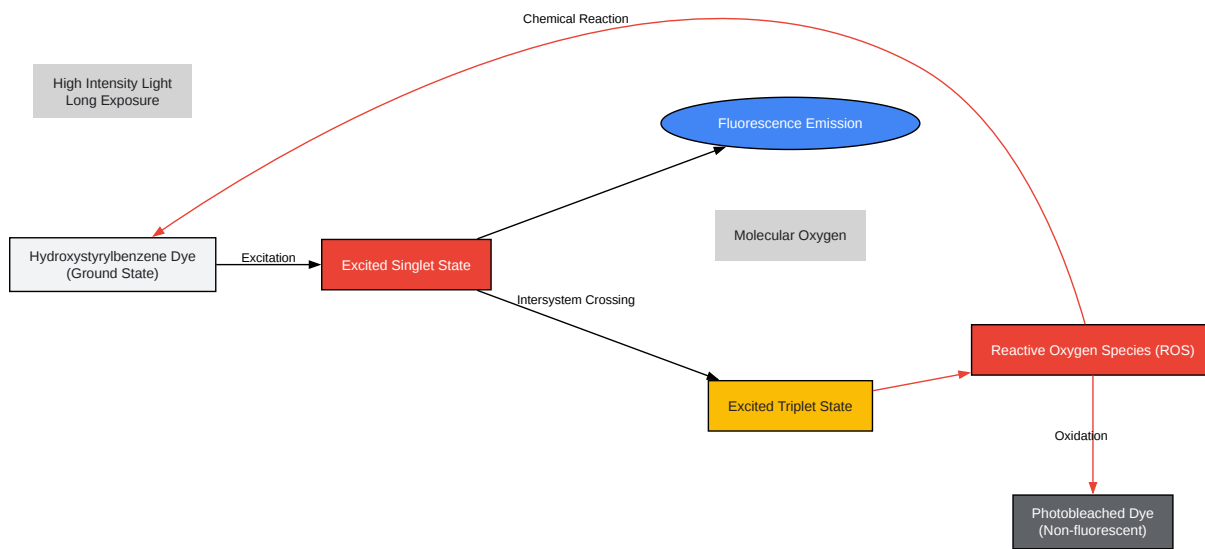 Chemical Reaction
High Intensity Light
Long Exposure
Fluorescence Emission
Molecular Oxygen
Hydroxystyrylbenzene Dye
(Ground State)
Excitation
Excited Singlet State
Intersystem Crossing
Reactive Oxygen Species (ROS)
Excited Triplet State
Oxidation
Photobleached Dye
(Non-fluorescent)